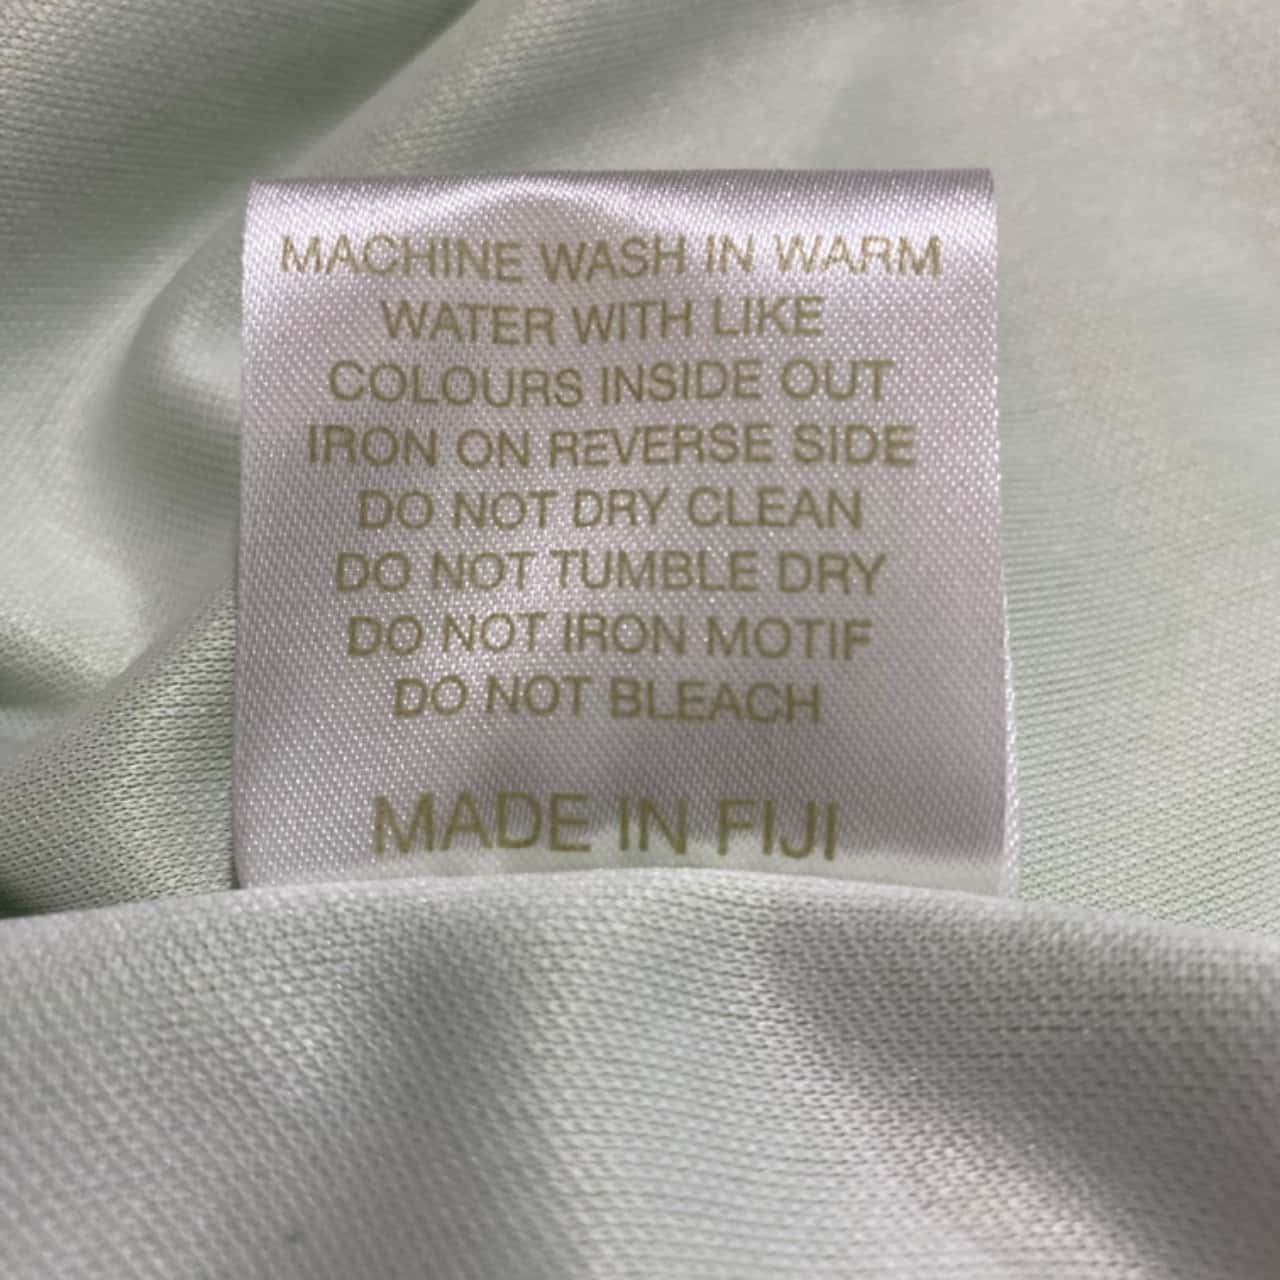 MACHINE WASH IN WARM
WATER WITH LIKE
COLOURS INSIDE OUT
IRON ON REVERSE SIDE
DO NOT DRY CLEAN
DO NOT TUMBLE DRY
DO NOT IRON MOTIF
DO NOT BLEACH
MADE IN FIJI